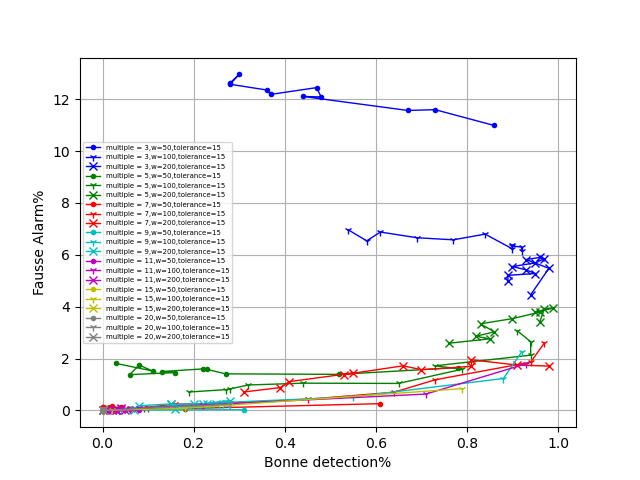 12
10
8
6
4
2
0
Fausse Alarm%
multiple = 3,w=50,tolerance=15
multiple = 3,w=100,tolerance=15
multiple = 3,w=200,tolerance=15
multiple = 5,w=50,tolerance=15
multiple = 5,w=100,tolerance=15
multiple = 5,w=200,tolerance=15
multiple = 7,w=50,tolerance=15
multiple = 7,w=100,tolerance=15
multiple = 7,w=200,tolerance=15
multiple = 9,w=50,tolerance=15
multiple = 9,w=100,tolerance=15
multiple = 9,w=200,tolerance=15
multiple = 11,w=50,tolerance=15
multiple = 11,w=100,tolerance=15
multiple = 11,w=200,tolerance=15
multiple = 15,w=50,tolerance=15
multiple = 15,w=100,tolerance=15
multiple = 15,w=200,tolerance=15
multiple = 20,w=50,tolerance=15
multiple = 20,w=100,tolerance=15
multiple = 20,w=200,tolerance=15
0.0 0.2 0.4 0.6 0.8 1.0
Bonne detection%